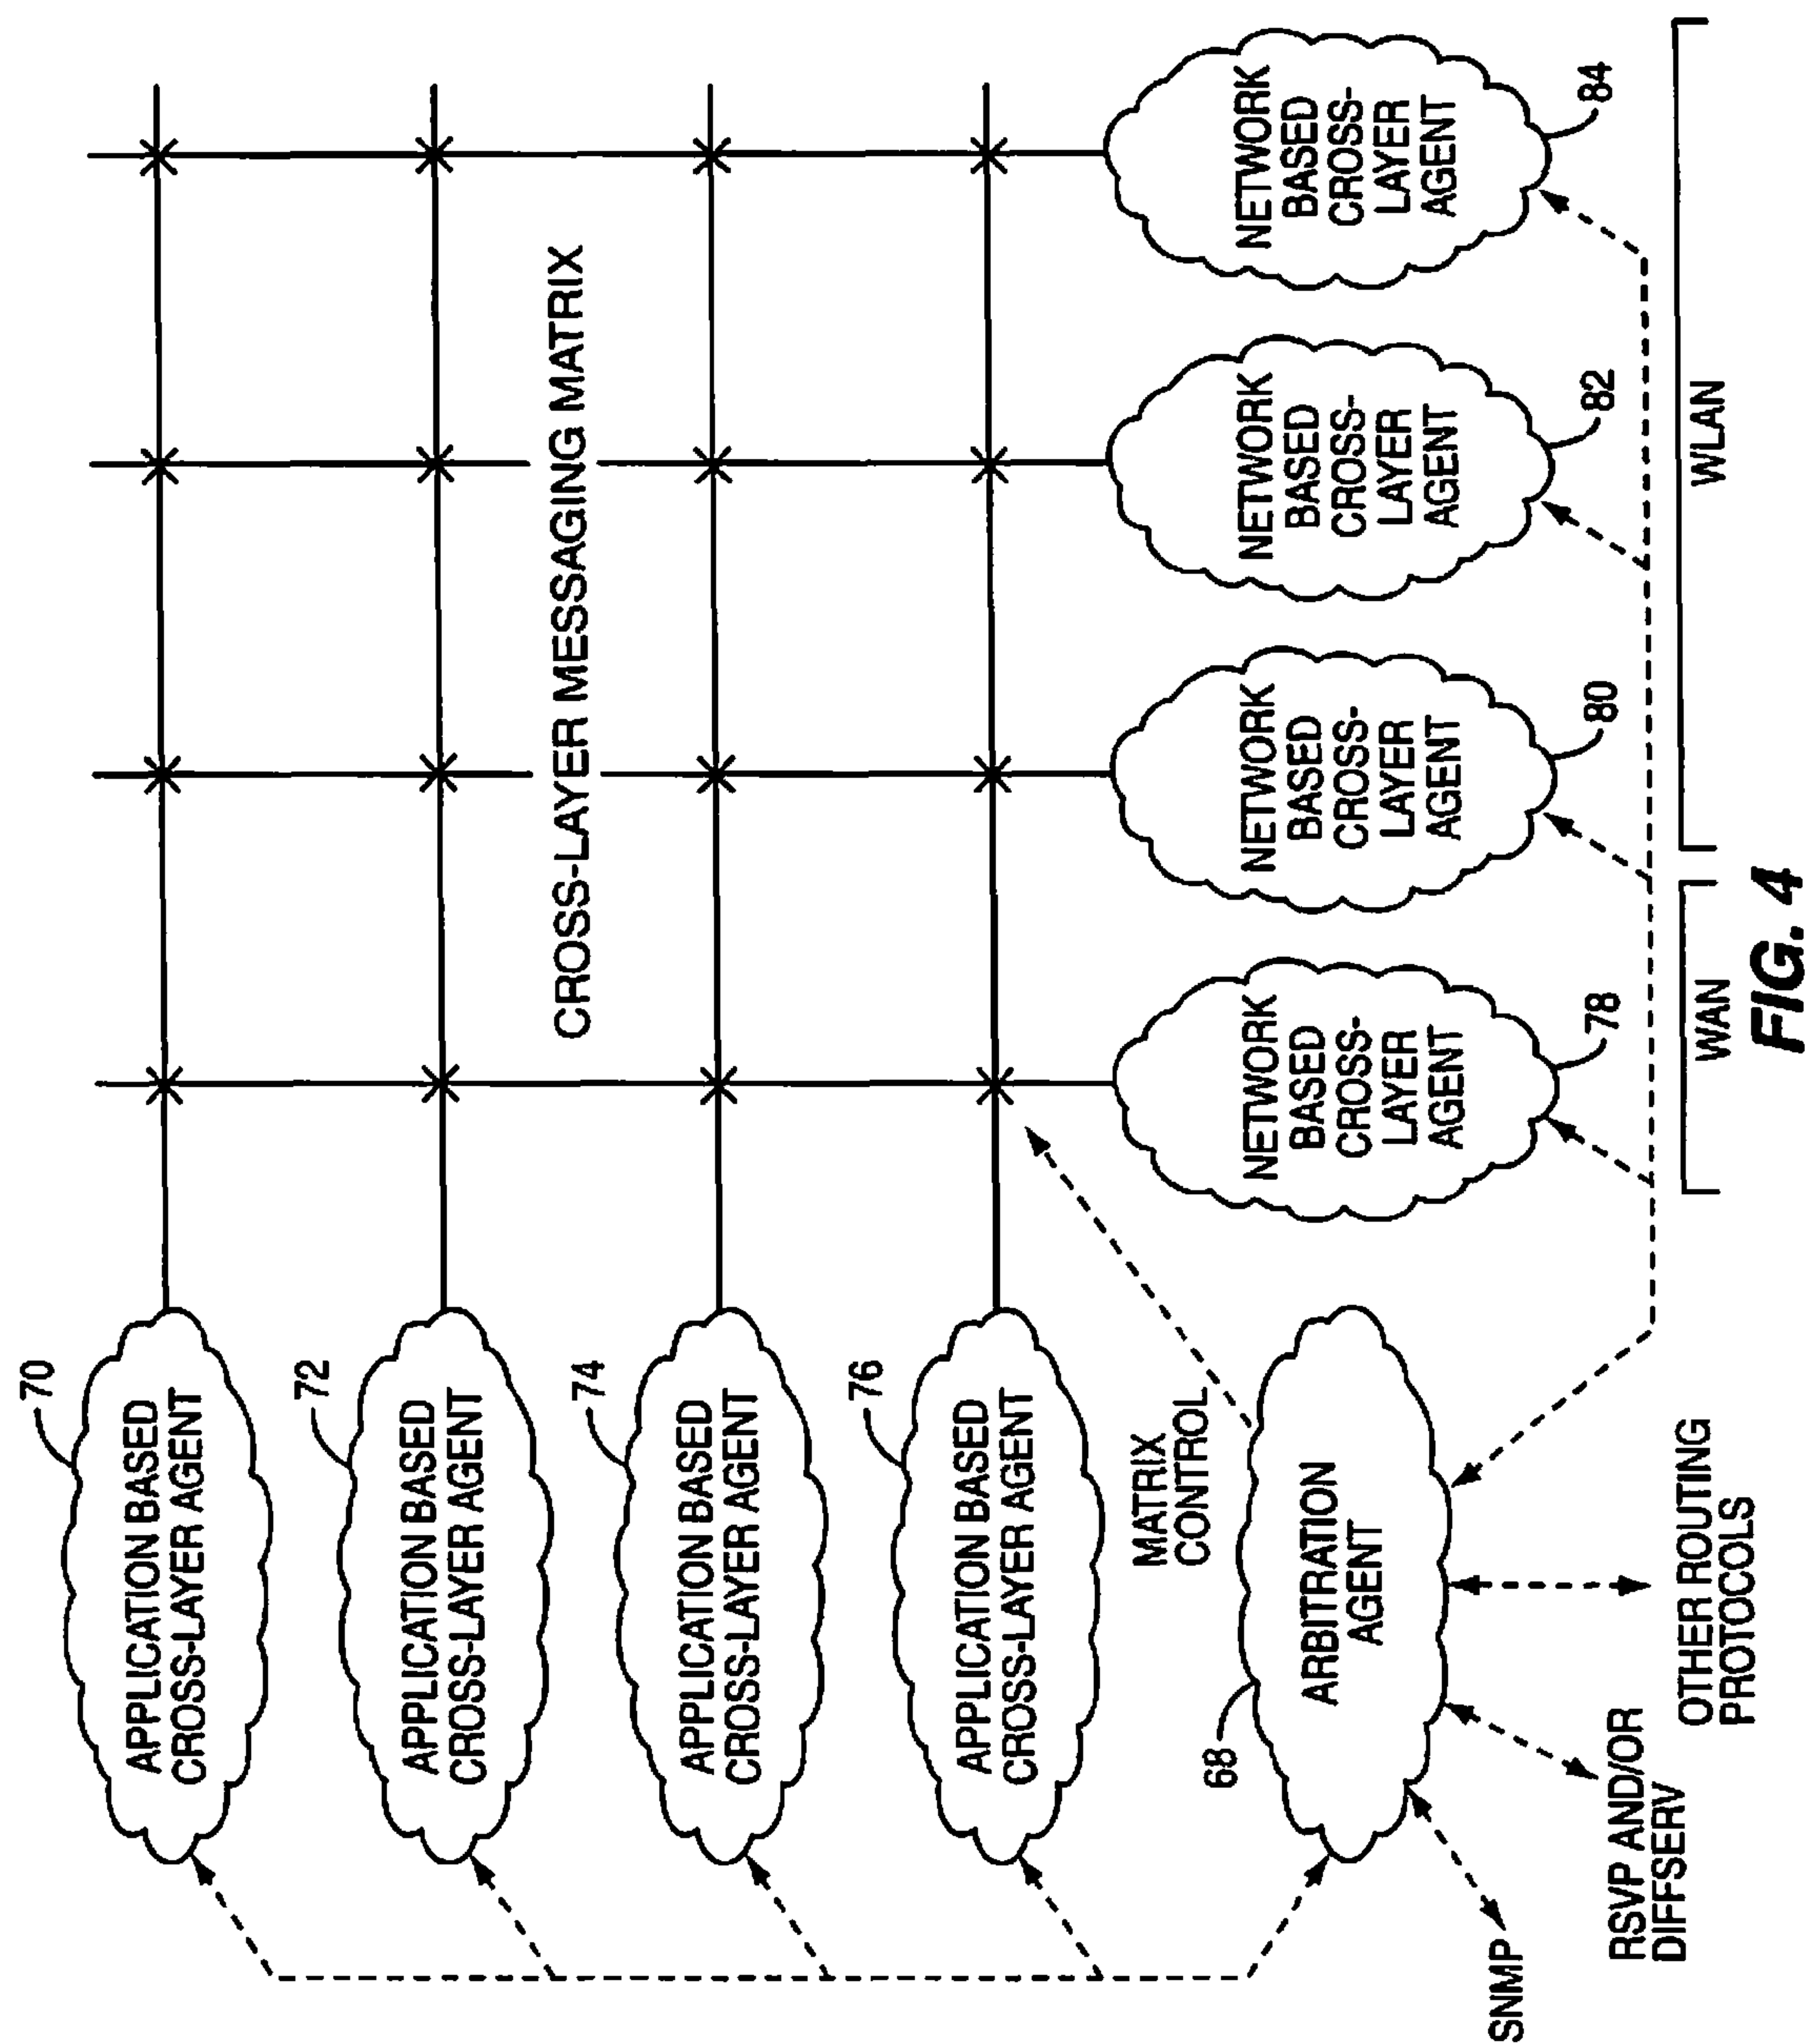 70
APPLICATION BASED
CROSS-LAYER AGENT
72
APPLICATION BASED
CROSS-LAYER AGENT
CROSS-LAYER MESSAGING MATRIX
74
APPLICATION BASED
CROSS-LAYER AGENT
76
APPLICATION BASED
CROSS-LAYER AGENT
MATRIX
CONTROL
68
ARBITRATION
AGENT
NETWORK
BASED
CROSS-
LAYER
AGENT
78
NETWORK
BASED
CROSS-
LAYER
AGENT
80
NETWORK
BASED
CROSS-
LAYER
AGENT
82
NETWORK
BASED
CROSS-
LAYER
AGENT
84
SNMP
RSVP AND/OR
DIFFSERV
OTHER ROUTING
PROTOCOLS
WAN
WLAN
FIG. 4